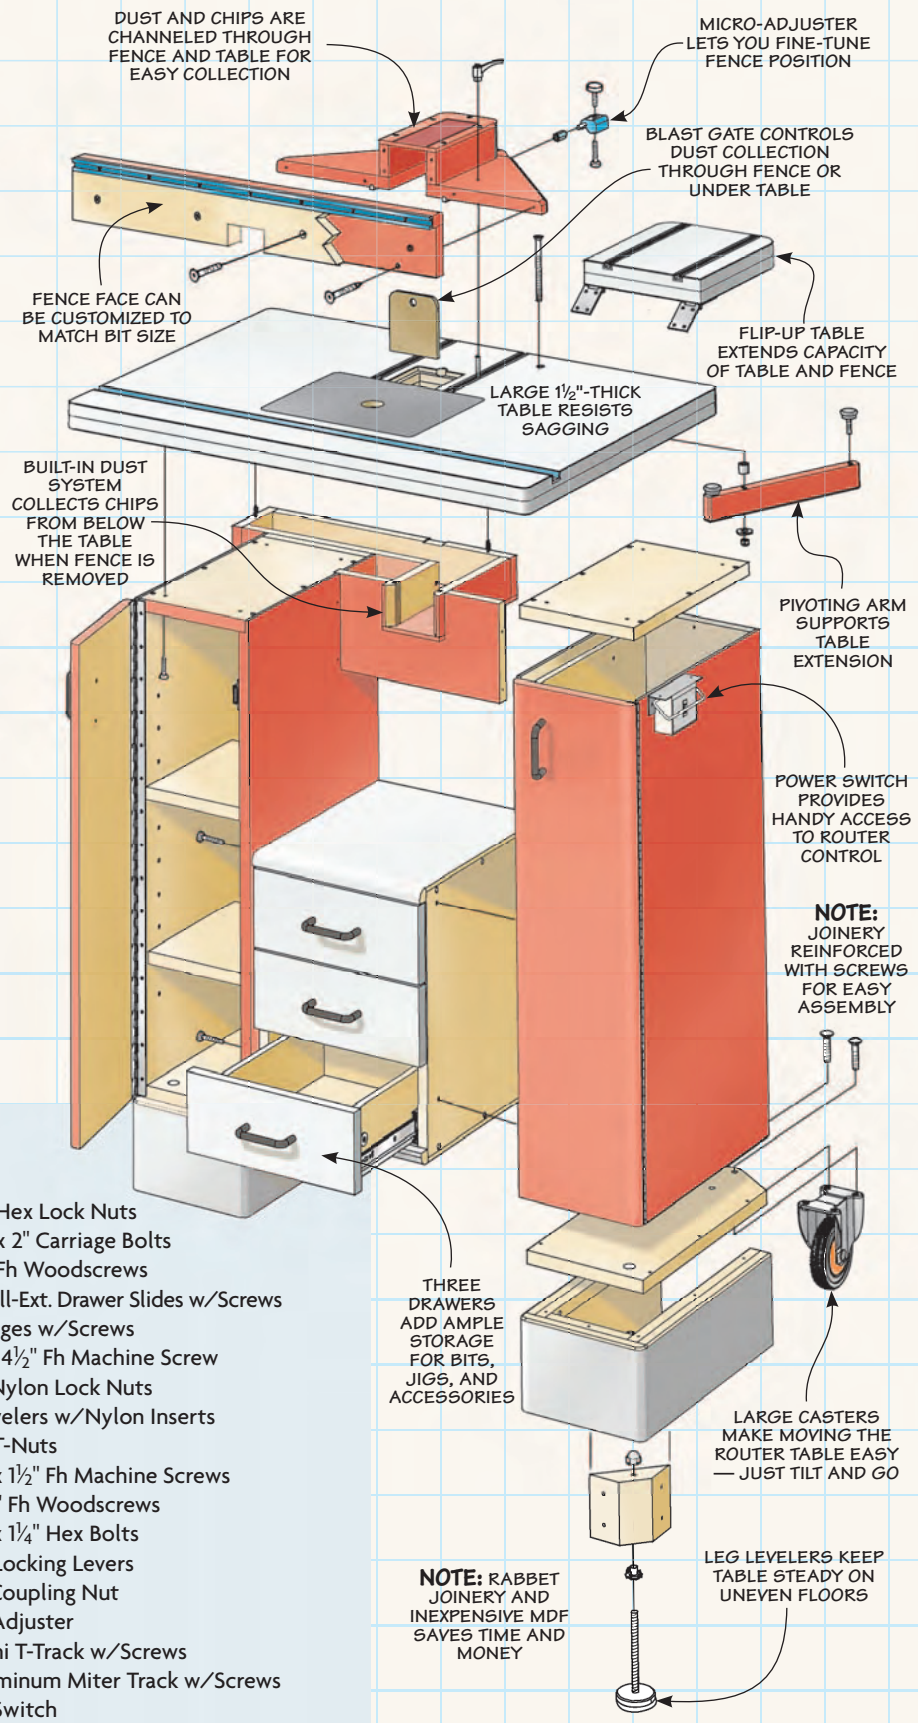 DUST AND CHIPS ARE
CHANNELED THROUGH
FENCE AND TABLE FOR
EASY COLLECTION
MICRO-ADJUSTER
LETS YOU FINE-TUNE
FENCE POSITION
BLAST GATE CONTROLS
DUST COLLECTION
THROUGH FENCE OR
UNDER TABLE
FENCE FACE CAN
BE CUSTOMIZED TO
MATCH BIT SIZE
FLIP-UP TABLE
EXTENDS CAPACITY
OF TABLE AND FENCE
LARGE 1½"-THICK
TABLE RESISTS
SAGGING
BUILT-IN DUST
SYSTEM
COLLECTS CHIPS
FROM BELOW
THE TABLE
WHEN FENCE IS
REMOVED
PIVOTING ARM
SUPPORTS
TABLE
EXTENSION
POWER SWITCH
PROVIDES
HANDY ACCESS
TO ROUTER
CONTROL
NOTE:
JOINERY
REINFORCED
WITH SCREWS
FOR EASY
ASSEMBLY
THREE
DRAWERS
ADD AMPLE
STORAGE
FOR BITS,
JIGS, AND
ACCESSORIES
LARGE CASTERS
MAKE MOVING THE
ROUTER TABLE EASY
— JUST TILT AND GO
NOTE: RABBET
JOINERY AND
INEXPENSIVE MDF
SAVES TIME AND
MONEY
LEG LEVELERS KEEP
TABLE STEADY ON
UNEVEN FLOORS
Hex Lock Nuts
x 2" Carriage Bolts
Fh Woodscrews
ll-Ext. Drawer Slides w/Screws
ges w/Screws
4½" Fh Machine Screw
Nylon Lock Nuts
velers w/Nylon Inserts
T-Nuts
x 1½" Fh Machine Screws
" Fh Woodscrews
x 1¼" Hex Bolts
Locking Levers
Coupling Nut
Adjuster
ni T-Track w/Screws
minum Miter Track w/Screws
Switch